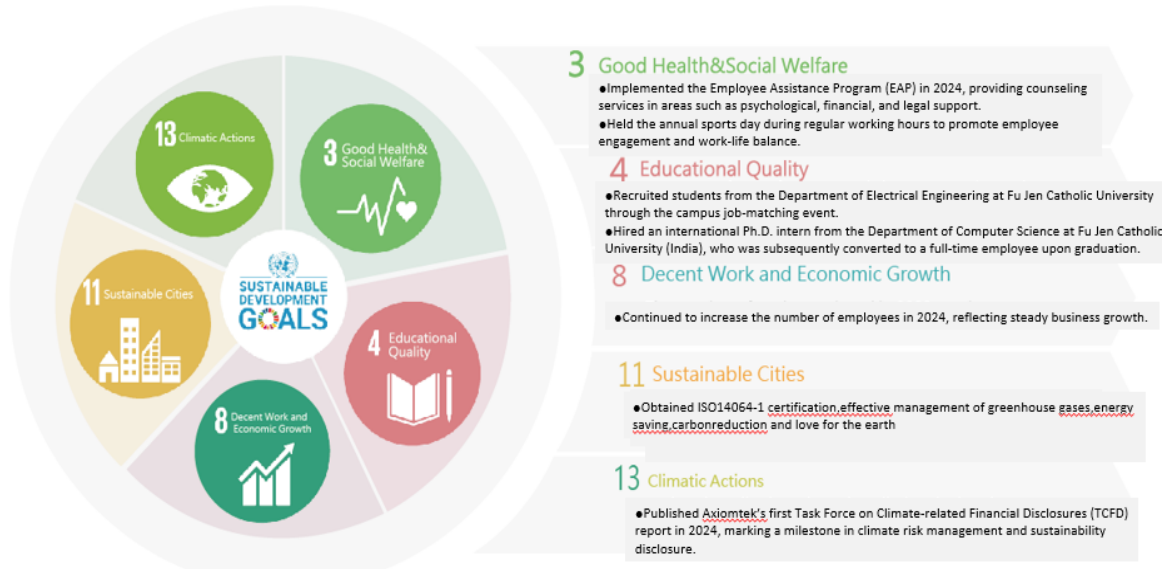 13 Climatic Actions
3 Good Health&
Social Welfare
11 Sustainable Cities
SUSTAINABLE
DEVELOPMENT
GOALS
4 Educational
Quality
8 Decent Work and
Economic Growth
3 Good Health&Social Welfare
●Implemented the Employee Assistance Program (EAP) in 2024, providing counseling
services in areas such as psychological, financial, and legal support.
●Held the annual sports day during regular working hours to promote employee
engagement and work-life balance.
4 Educational Quality
●Recruited students from the Department of Electrical Engineering at Fu Jen Catholic University
through the campus job-matching event.
●Hired an international Ph.D. intern from the Department of Computer Science at Fu Jen Catholic
University (India), who was subsequently converted to a full-time employee upon graduation.
8 Decent Work and Economic Growth
●Continued to increase the number of employees in 2024, reflecting steady business growth.
11 Sustainable Cities
●Obtained ISO14064-1 certification,effective management of greenhouse gases,energy
saving,carbonreduction and love for the earth
13 Climatic Actions
●Published Axiomtek's first Task Force on Climate-related Financial Disclosures (TCFD)
report in 2024, marking a milestone in climate risk management and sustainability
disclosure.